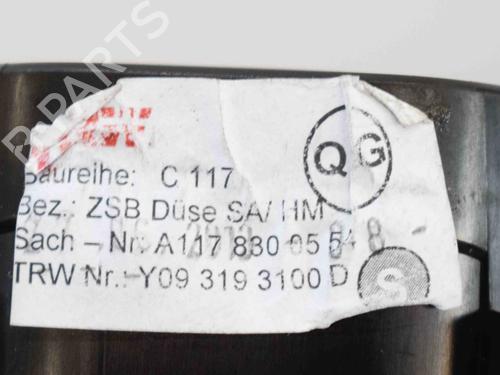 B-PARTS
QG
Baureihe: C 117
Bez.: ZSB Düse SA/ HM
Sach - Nr. A117 830 05 54
TRW Nr.: Y09 319 3100 D
S